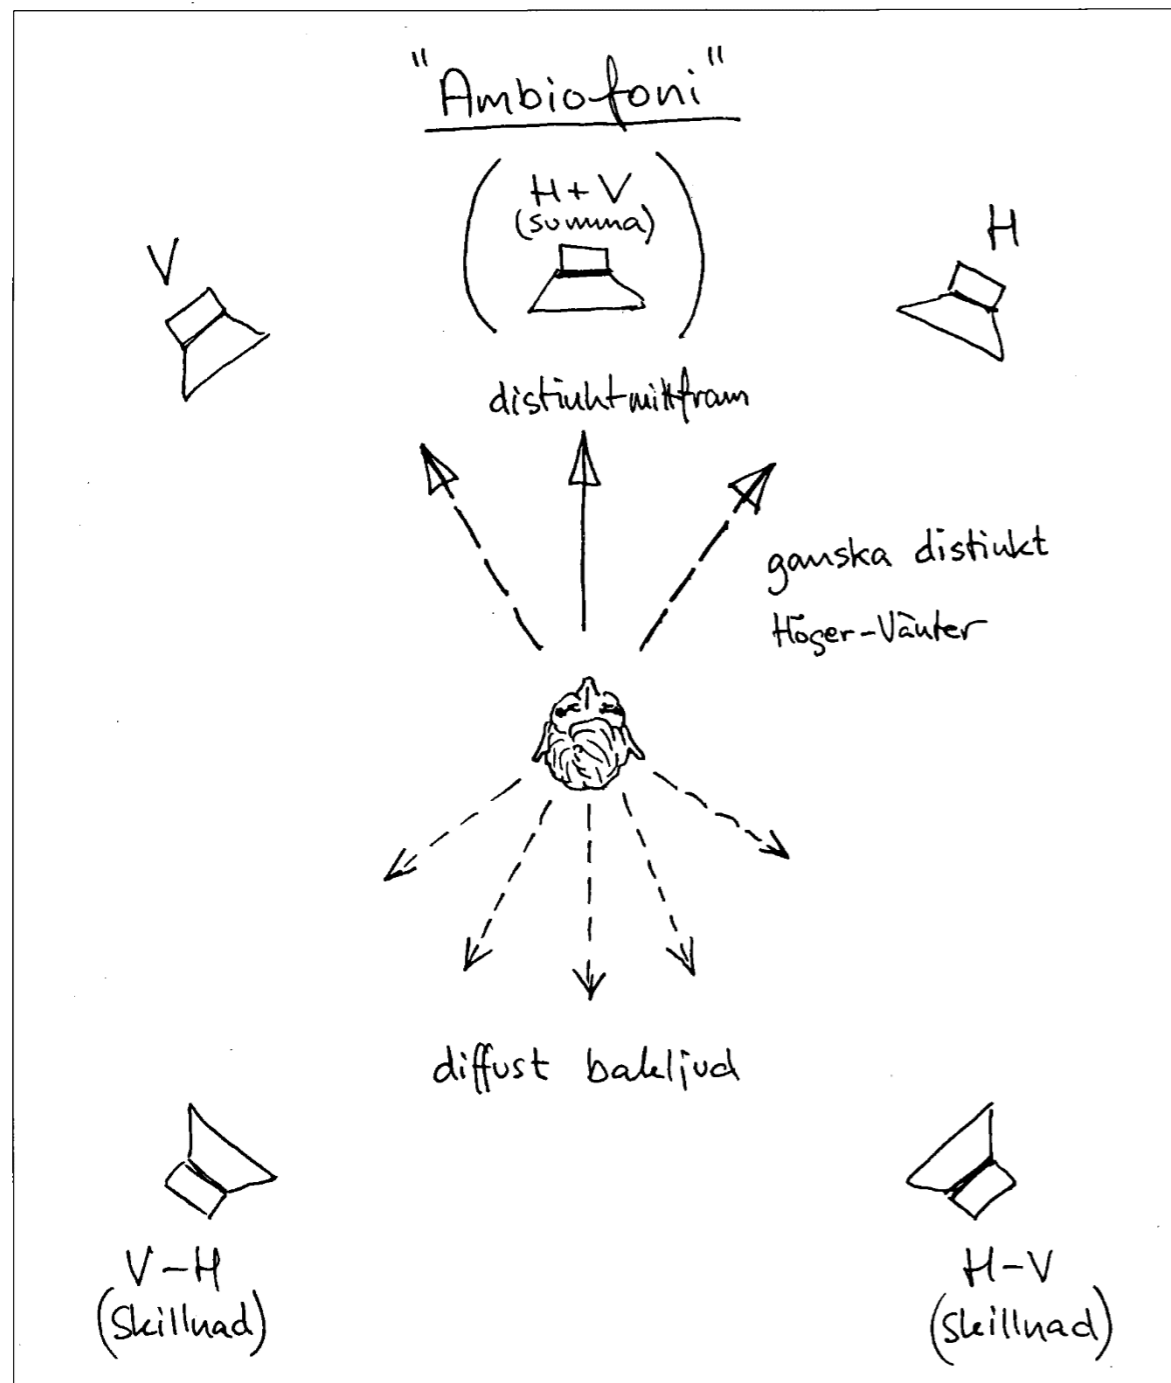 "Ambiofoni"
H+V
(summa)
V
H
distinkt mittfram
ganska distinkt
Höger-Vänter
diffust bakljud
V-H
(Skillnad)
H-V
(skillnad)